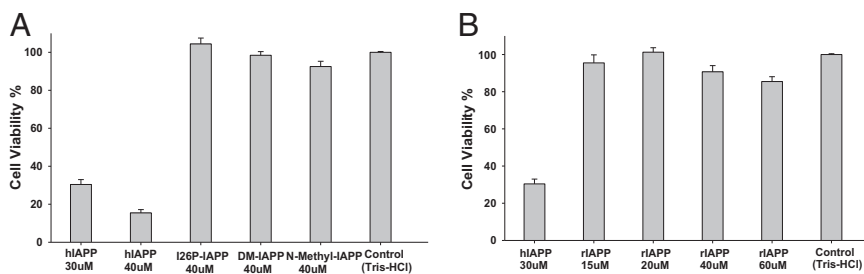 A
Cell Viability %
100
80
60
40
20
0
hIAPP
30uM
hIAPP
40uM
I26P-IAPP
40uM
DM-IAPP
40uM
N-Methyl-IAPP
40uM
Control
(Tris-HCl)
B
Cell Viability %
100
80
60
40
20
0
hIAPP
30uM
rIAPP
15uM
rIAPP
20uM
rIAPP
40uM
rIAPP
60uM
Control
(Tris-HCl)